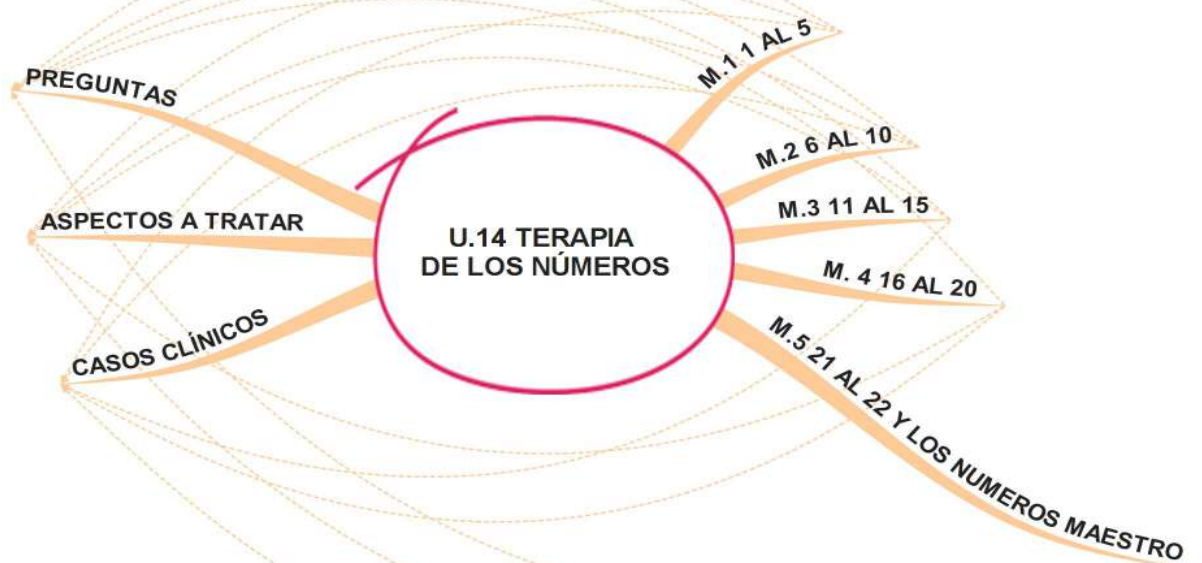 PREGUNTAS
ASPECTOS A TRATAR
CASOS CLÍNICOS
U.14 TERAPIA
DE LOS NÚMEROS
M.1 1 AL 5
M.2 6 AL 10
M.3 11 AL 15
M. 4 16 AL 20
M.5 21 AL 22 Y LOS NUMEROS MAESTRO